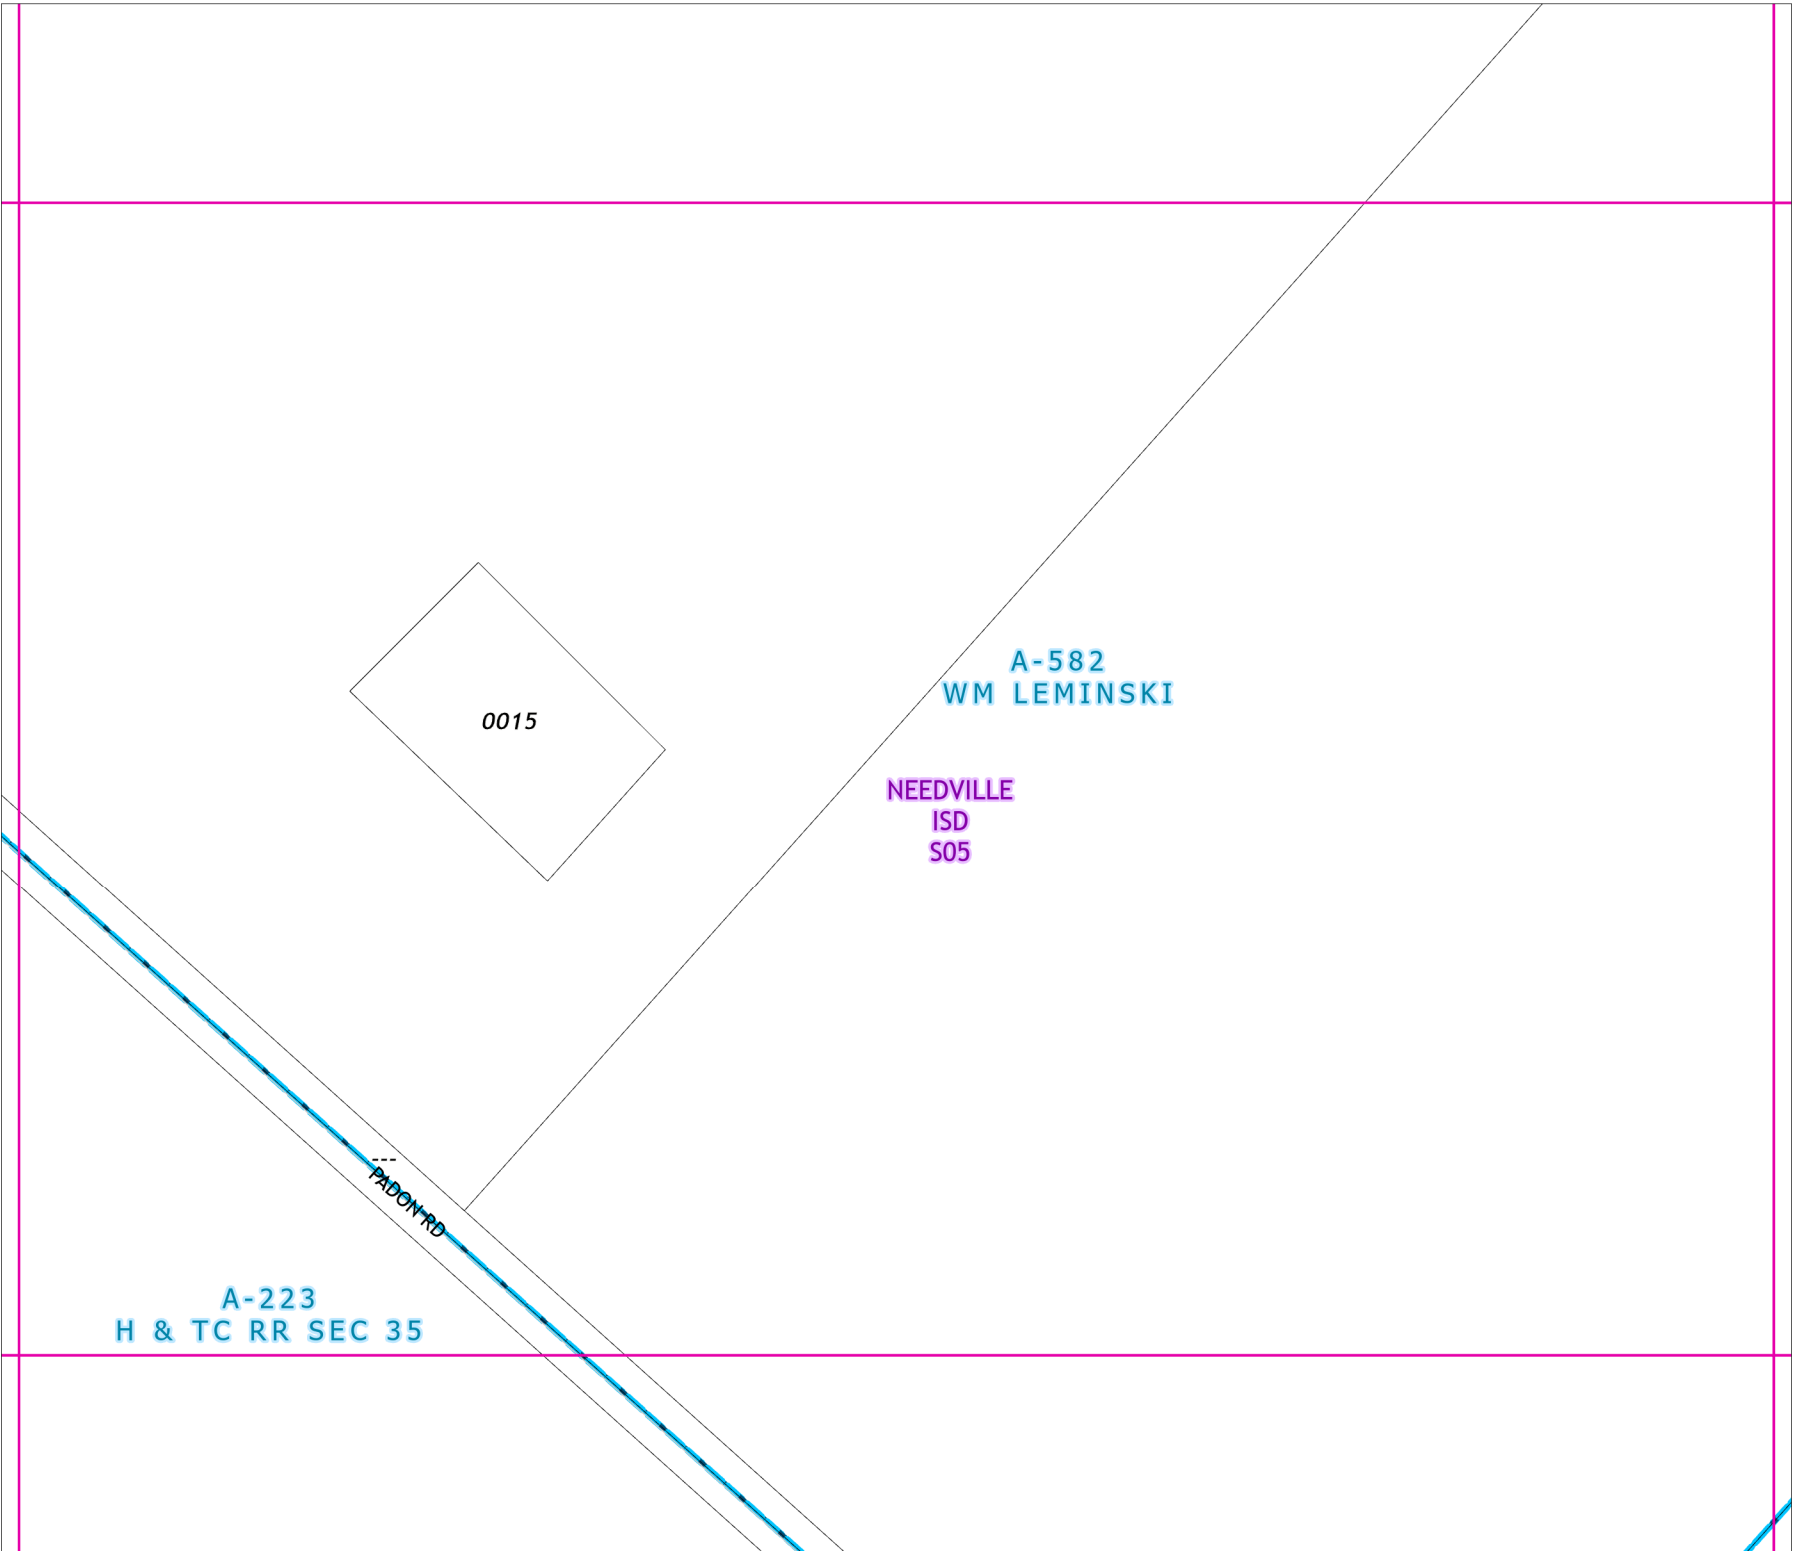 A-582
WM LEMINSKI
0015
NEEDVILLE
ISD
S05
---
PADON RD
A-223
H & TC RR SEC 35